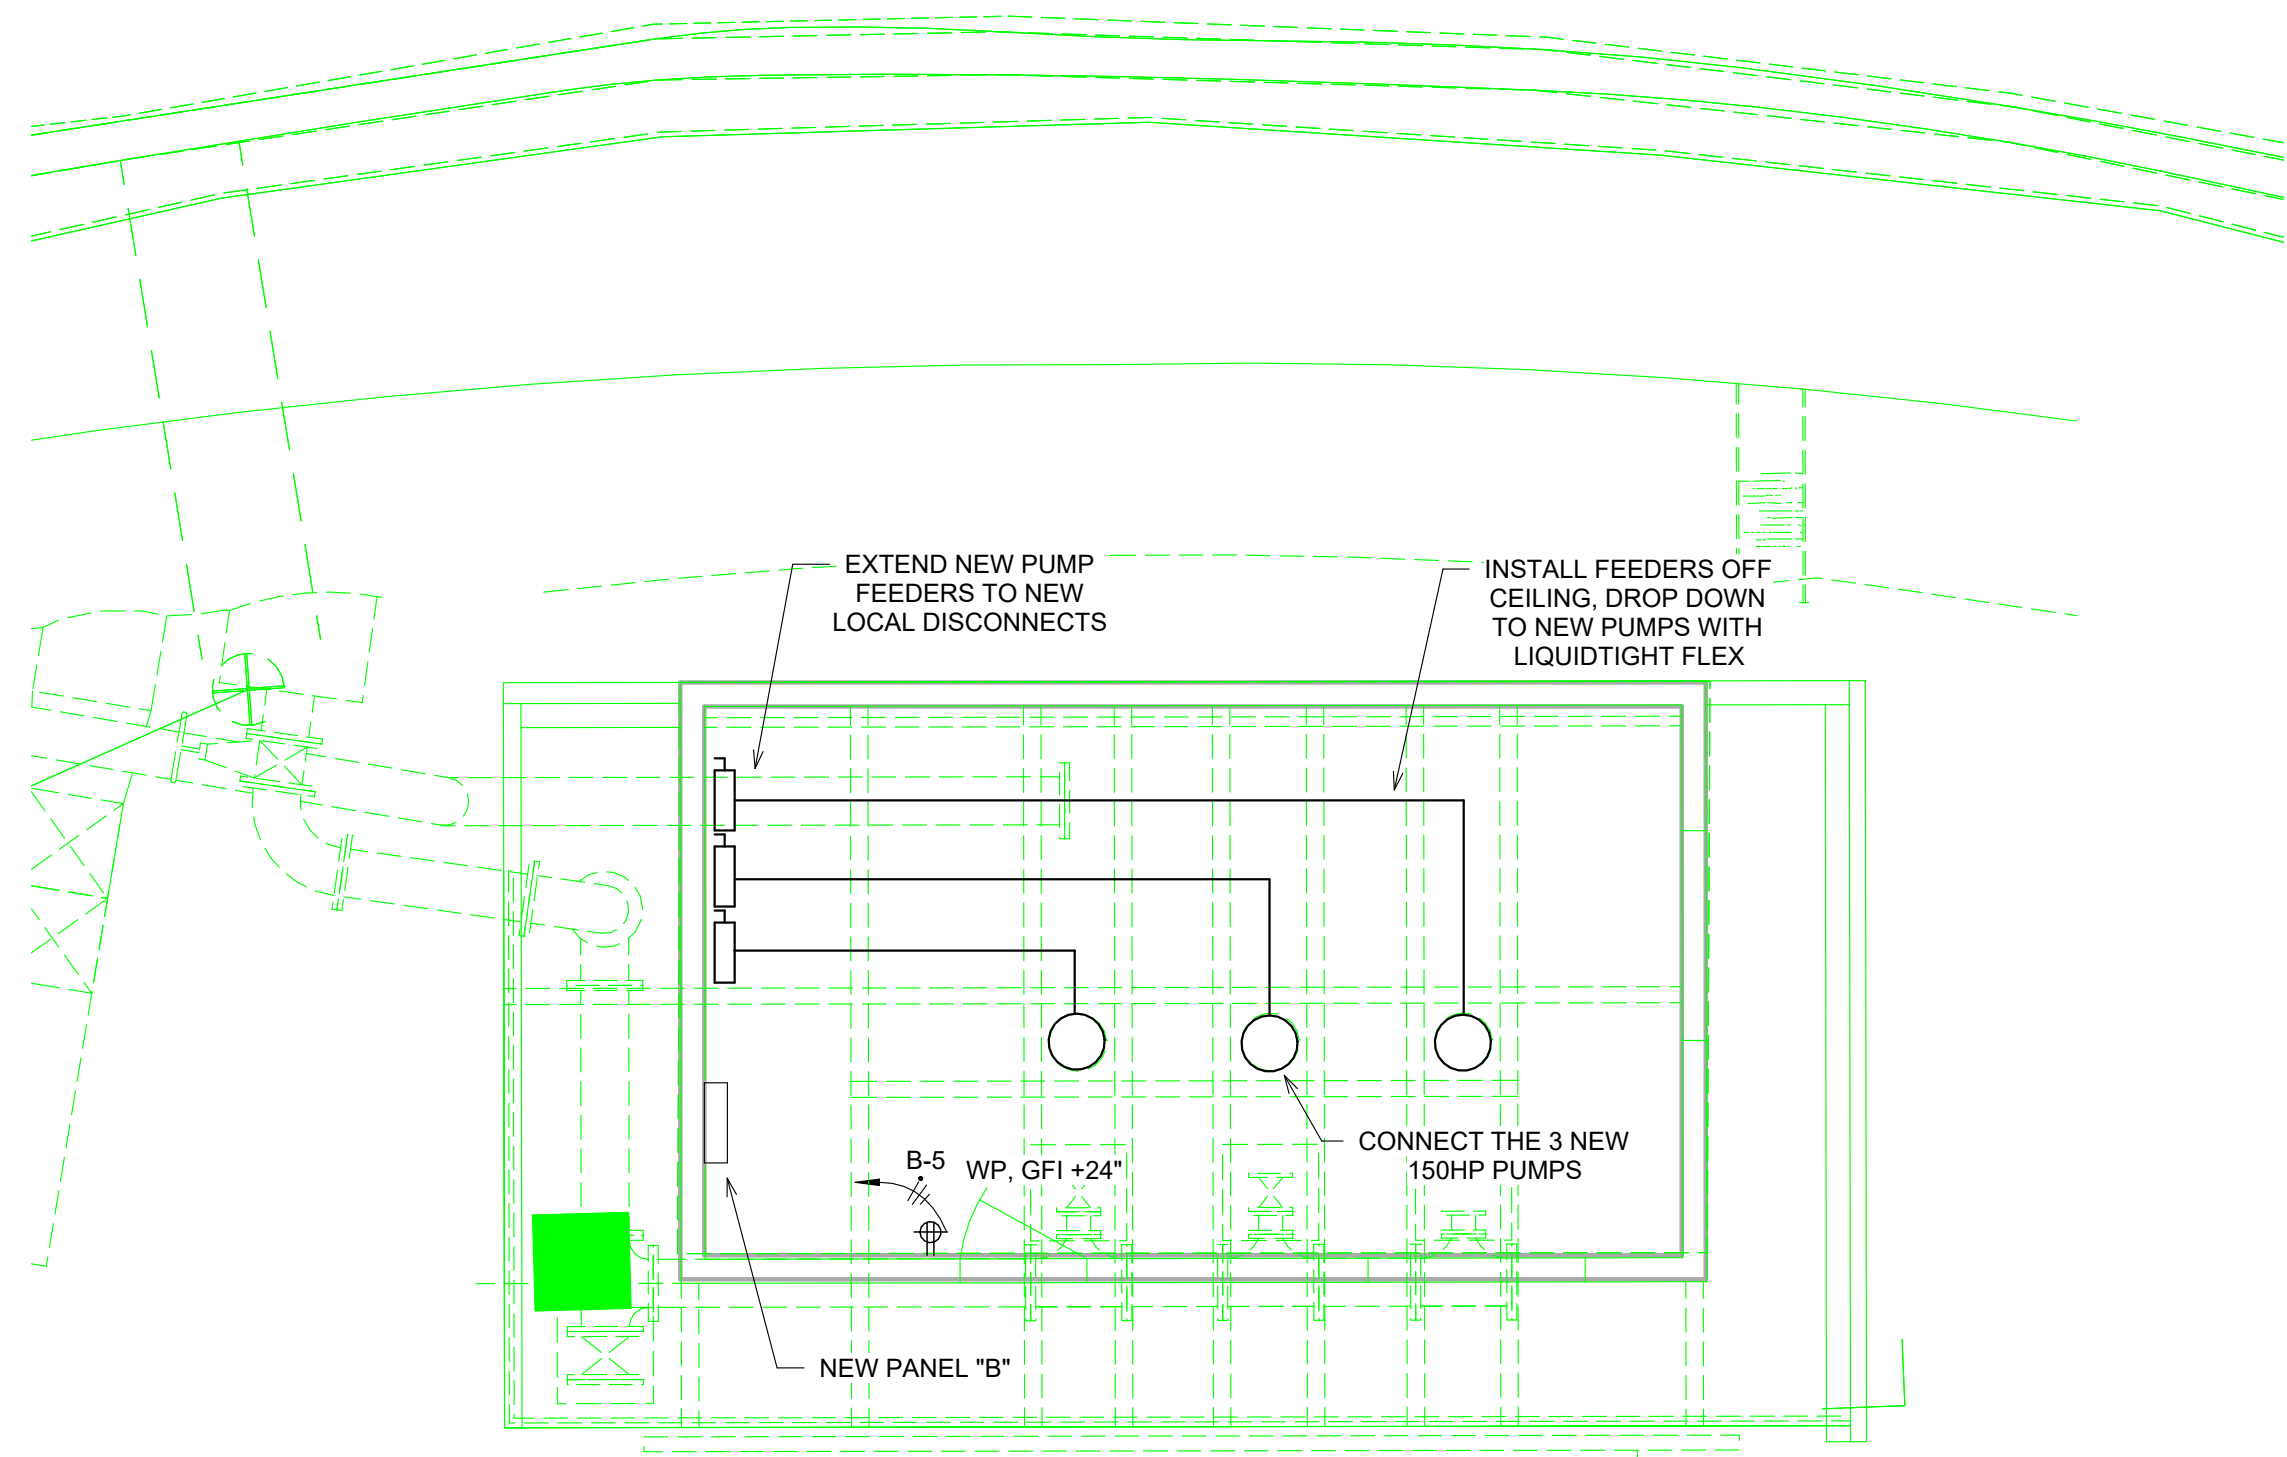 EXTEND NEW PUMP
FEEDERS TO NEW
LOCAL DISCONNECTS
INSTALL FEEDERS OFF
CEILING, DROP DOWN
TO NEW PUMPS WITH
LIQUIDTIGHT FLEX
CONNECT THE 3 NEW
150HP PUMPS
B-5
WP, GFI +24"
NEW PANEL "B"